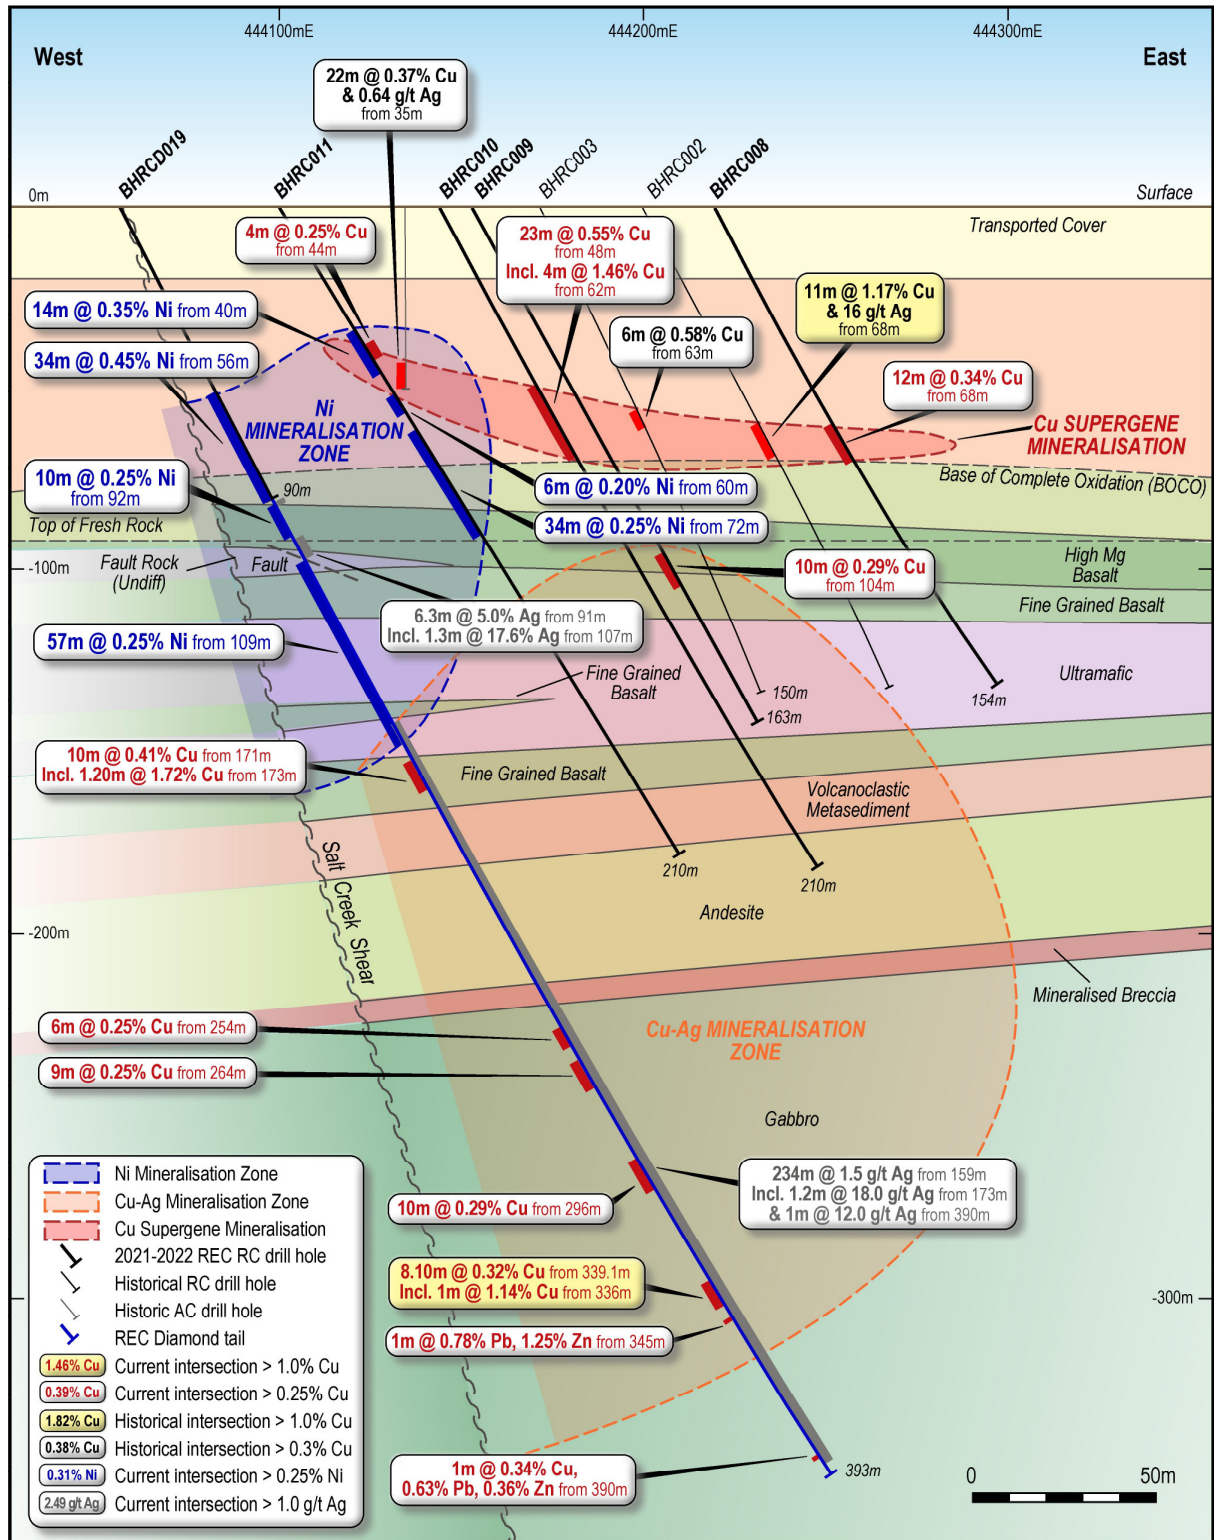 444100mE
444200mE
444300mE
West
East
22m @ 0.37% Cu
& 0.64 g/t Ag
from 35m
BHRCD019
BHRC011
BHRC010
BHRC009
BHRC003
BHRC002
BHRC008
0m
Surface
Transported Cover
4m @ 0.25% Cu
from 44m
23m @ 0.55% Cu
from 48m
Incl. 4m @ 1.46% Cu
from 62m
11m @ 1.17% Cu
& 16 g/t Ag
from 68m
14m @ 0.35% Ni from 40m
6m @ 0.58% Cu
from 63m
34m @ 0.45% Ni from 56m
12m @ 0.34% Cu
from 68m
Ni
MINERALISATION
ZONE
Cu SUPERGENE
MINERALISATION
10m @ 0.25% Ni
from 92m
90m
6m @ 0.20% Ni from 60m
Base of Complete Oxidation (BOCO)
Top of Fresh Rock
34m @ 0.25% Ni from 72m
Fault Rock
(Undiff)
Fault
-100m
High Mg
Basalt
10m @ 0.29% Cu
from 104m
Fine Grained Basalt
6.3m @ 5.0% Ag from 91m
Incl. 1.3m @ 17.6% Ag from 107m
57m @ 0.25% Ni from 109m
Fine Grained
Basalt
Ultramafic
150m
163m
154m
10m @ 0.41% Cu from 171m
Incl. 1.20m @ 1.72% Cu from 173m
Fine Grained Basalt
Volcanoclastic
Metasediment
Salt Creek Shear
210m
210m
Andesite
-200m
Mineralised Breccia
6m @ 0.25% Cu from 254m
Cu-Ag MINERALISATION
ZONE
9m @ 0.25% Cu from 264m
Gabbro
234m @ 1.5 g/t Ag from 159m
Incl. 1.2m @ 18.0 g/t Ag from 173m
& 1m @ 12.0 g/t Ag from 390m
10m @ 0.29% Cu from 296m
8.10m @ 0.32% Cu from 339.1m
Incl. 1m @ 1.14% Cu from 336m
-300m
1m @ 0.78% Pb, 1.25% Zn from 345m
1m @ 0.34% Cu,
0.63% Pb, 0.36% Zn from 390m
393m
Ni Mineralisation Zone
Cu-Ag Mineralisation Zone
Cu Supergene Mineralisation
2021-2022 REC RC drill hole
Historical RC drill hole
Historic AC drill hole
REC Diamond tail
1.46% Cu Current intersection > 1.0% Cu
0.39% Cu Current intersection > 0.25% Cu
1.82% Cu Historical intersection > 1.0% Cu
0.38% Cu Historical intersection > 0.3% Cu
0.31% Ni Current intersection > 0.25% Ni
2.49 g/t Ag Current intersection > 1.0 g/t Ag
0 50m